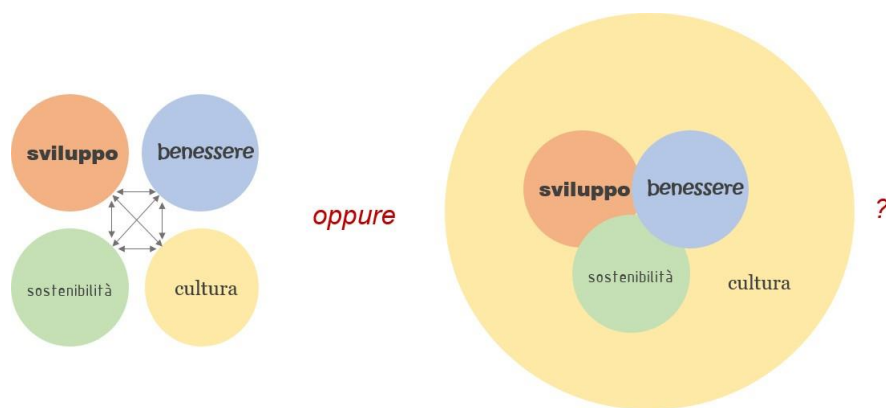 sviluppo
benessere
sostenibilità
cultura
oppure
sviluppo
benessere
sostenibilità
cultura
?